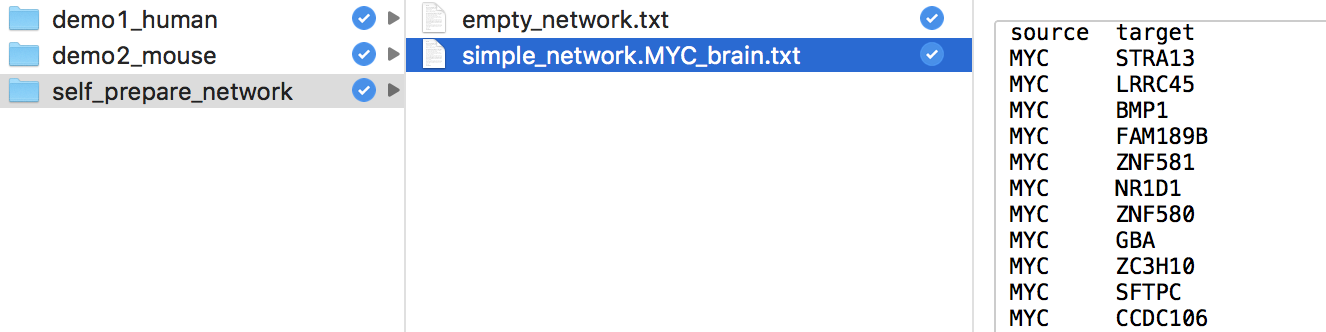 demo1_human
demo2_mouse
self_prepare_network
empty_network.txt
simple_network.MYC_brain.txt
source target
MYC STRA13
MYC LRRC45
MYC BMP1
MYC FAM189B
MYC ZNF581
MYC NR1D1
MYC ZNF580
MYC GBA
MYC ZC3H10
MYC SFTPC
MYC CCDC106